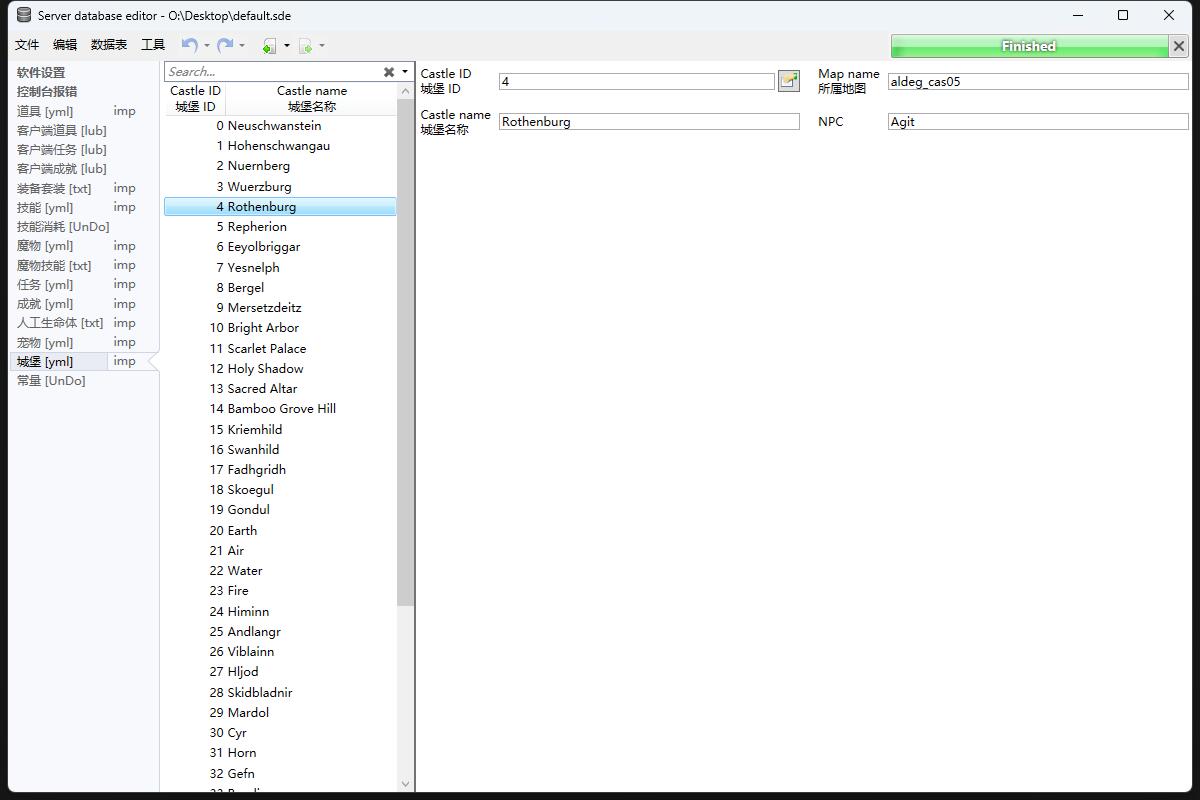 Server database editor - O:\Desktop\default.sde
文件 编辑 数据表 工具
Finished
软件设置
控制台报错
道具 [yml] imp
客户端道具 [lub]
客户端任务 [lub]
客户端成就 [lub]
装备套装 [txt] imp
技能 [yml] imp
技能消耗 [UnDo]
魔物 [yml] imp
魔物技能 [txt] imp
任务 [yml] imp
成就 [yml] imp
人工生命体 [txt] imp
宠物 [yml] imp
城堡 [yml] imp
常量 [UnDo]
Search...
Castle ID Castle name
城堡 ID 城堡名称
0 Neuschwanstein
1 Hohenschwangau
2 Nuernberg
3 Wuerzburg
4 Rothenburg
5 Repherion
6 Eeyolbriggar
7 Yesnelph
8 Bergel
9 Mersetzdeitz
10 Bright Arbor
11 Scarlet Palace
12 Holy Shadow
13 Sacred Altar
14 Bamboo Grove Hill
15 Kriemhild
16 Swanhild
17 Fadhgridh
18 Skoegul
19 Gondul
20 Earth
21 Air
22 Water
23 Fire
24 Himinn
25 Andlangr
26 Viblainn
27 Hljod
28 Skidbladnir
29 Mardol
30 Cyr
31 Horn
32 Gefn
Castle ID
城堡 ID
4
Map name
所属地图
aldeg_cas05
Castle name
城堡名称
Rothenburg
NPC
Agit